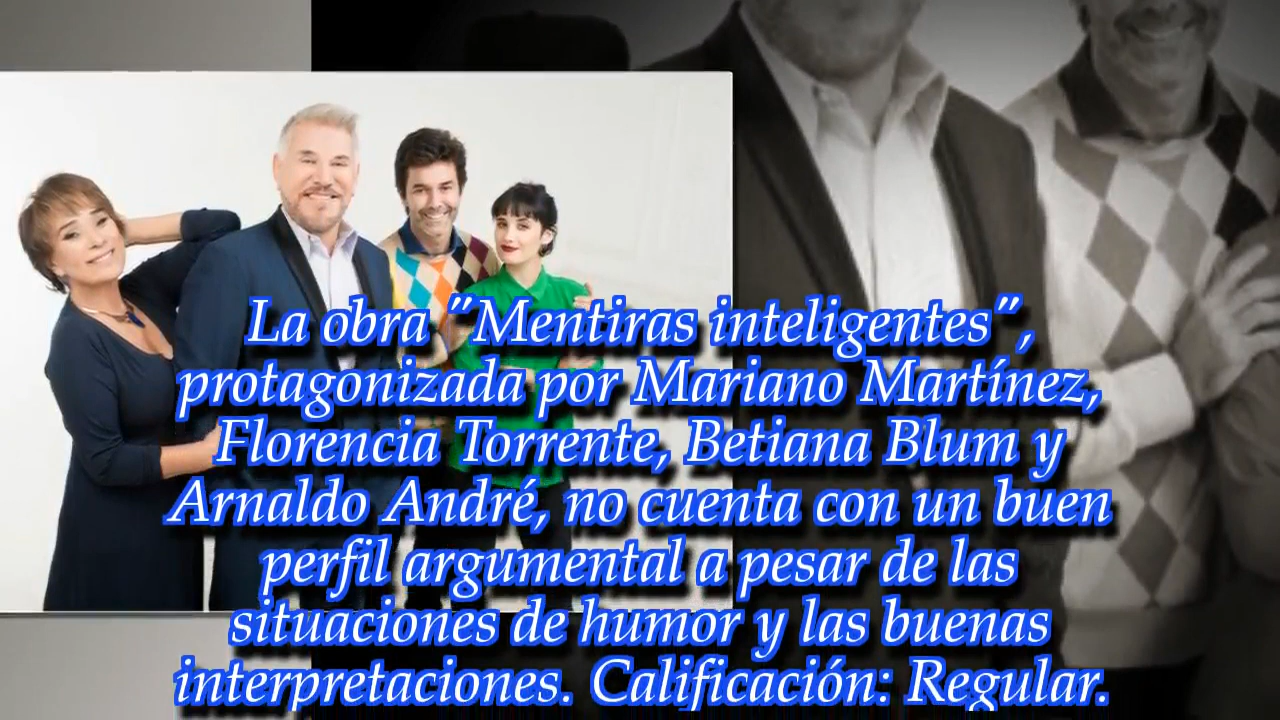 La obra "Mentiras inteligentes",
protagonizada por Mariano Martínez,
Florencia Torrente, Betiana Blum y
Arnaldo André, no cuenta con un buen
perfil argumental a pesar de las
situaciones de humor y las buenas
interpretaciones. Calificación: Regular.